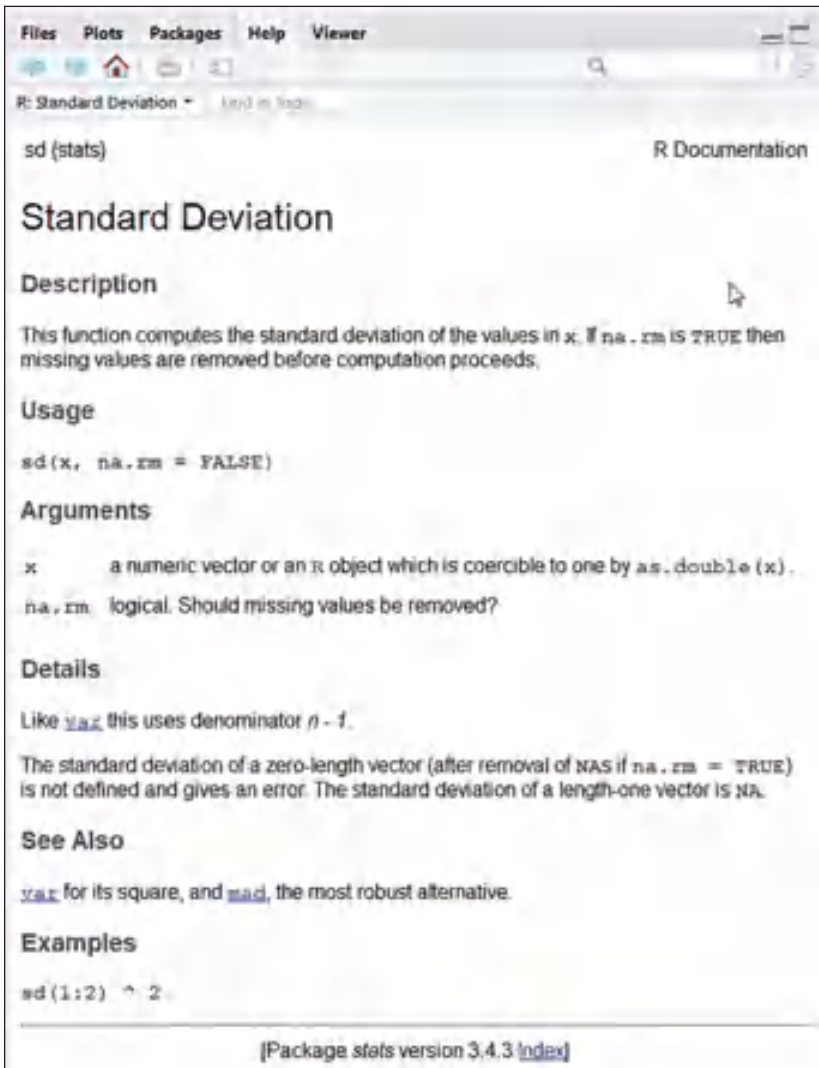 Files Plots Packages Help Viewer
R: Standard Deviation
sd (stats) R Documentation
Standard Deviation
Description
This function computes the standard deviation of the values in x. If na.rm is TRUE then
missing values are removed before computation proceeds.
Usage
sd(x, na.rm = FALSE)
Arguments
x a numeric vector or an R object which is coercible to one by as.double(x).
na.rm logical. Should missing values be removed?
Details
Like var this uses denominator n - 1.
The standard deviation of a zero-length vector (after removal of NAS if na.rm = TRUE)
is not defined and gives an error. The standard deviation of a length-one vector is NA.
See Also
var for its square, and mad, the most robust alternative.
Examples
sd(1:2) ^ 2
[Package stats version 3.4.3 Index]